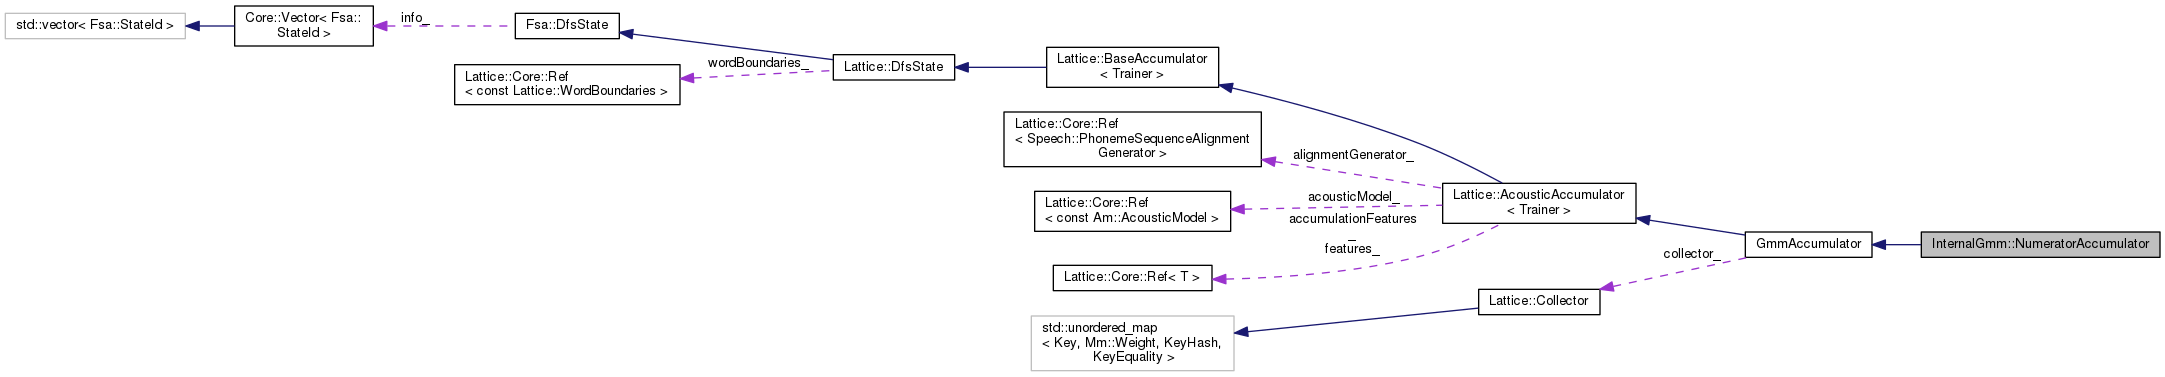 std::vector< Fsa::StateId >
Core::Vector< Fsa::
StateId >
info_
Fsa::DfsState
Lattice::Core::Ref
< const Lattice::WordBoundaries >
wordBoundaries_
Lattice::DfsState
Lattice::BaseAccumulator
< Trainer >
Lattice::Core::Ref
< Speech::PhonemeSequenceAlignment
Generator >
alignmentGenerator_
Lattice::Core::Ref
< const Am::AcousticModel >
acousticModel_
accumulationFeatures
_
features_
Lattice::Core::Ref< T >
Lattice::AcousticAccumulator
< Trainer >
std::unordered_map
< Key, Mm::Weight, KeyHash,
KeyEquality >
Lattice::Collector
collector_
GmmAccumulator
InternalGmm::NumeratorAccumulator